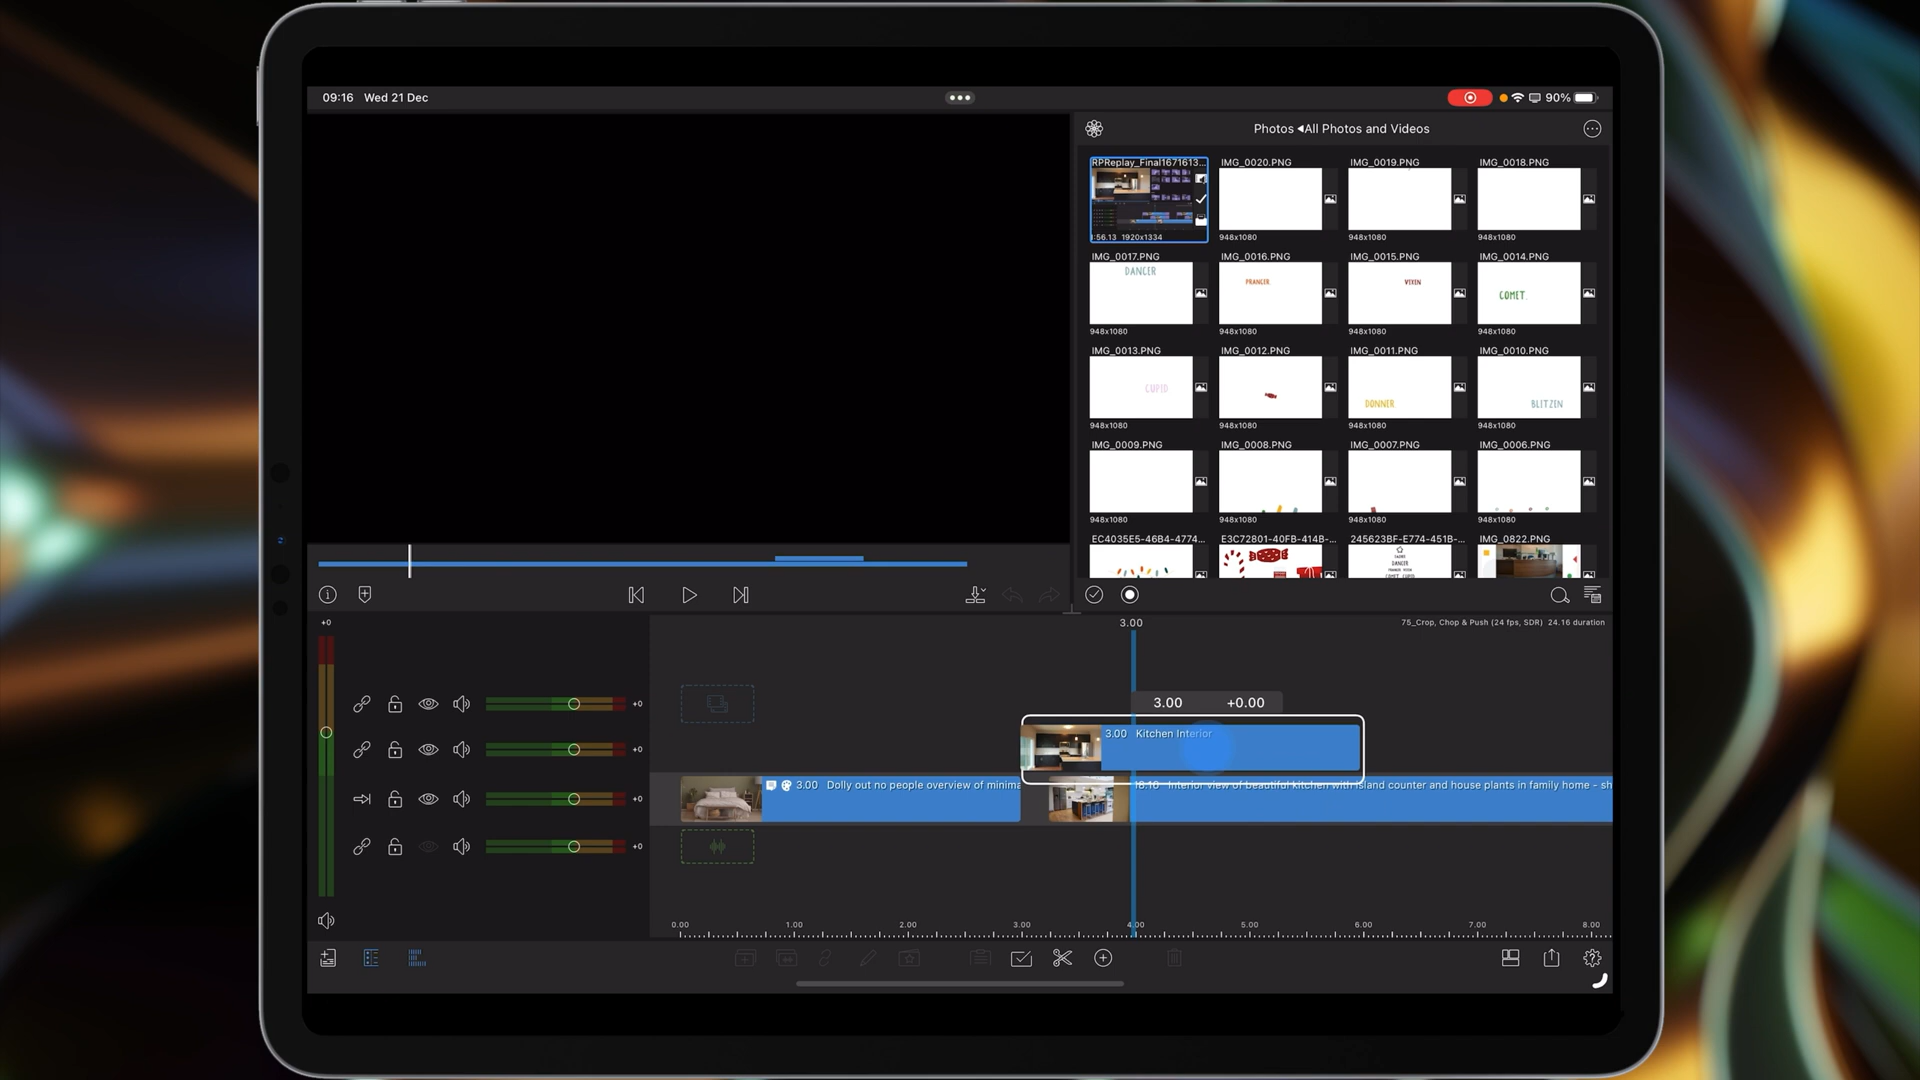 09:16 Wed 21 Dec
90%
Photos ◂All Photos and Videos
RPReplay_Final1671613...
IMG_0020.PNG
IMG_0019.PNG
IMG_0018.PNG
1:56.13 1920x1334
948x1080
948x1080
948x1080
IMG_0017.PNG
IMG_0016.PNG
IMG_0015.PNG
IMG_0014.PNG
DANCER
PRANCER
VIXEN
COMET.
948x1080
948x1080
948x1080
948x1080
IMG_0013.PNG
IMG_0012.PNG
IMG_0011.PNG
IMG_0010.PNG
CUPID
DONNER
BLITZEN
948x1080
948x1080
948x1080
948x1080
IMG_0009.PNG
IMG_0008.PNG
IMG_0007.PNG
IMG_0006.PNG
948x1080
948x1080
948x1080
948x1080
EC4035E5-46B4-4774...
E3C72801-40FB-414B-...
245623BF-E774-451B-...
IMG_0822.PNG
DANCER
COMET CUPID
+0
3.00
75_Crop, Chop & Push (24 fps, SDR) 24.16 duration
+0
3.00 +0.00
+0
3.00 Kitchen Interior
+0
3.00 Dolly out no people overview of minima
18.10 Interior view of beautiful kitchen with island counter and house plants in family home - sh
+0
0.00 1.00 2.00 3.00 4.00 5.00 6.00 7.00 8.00